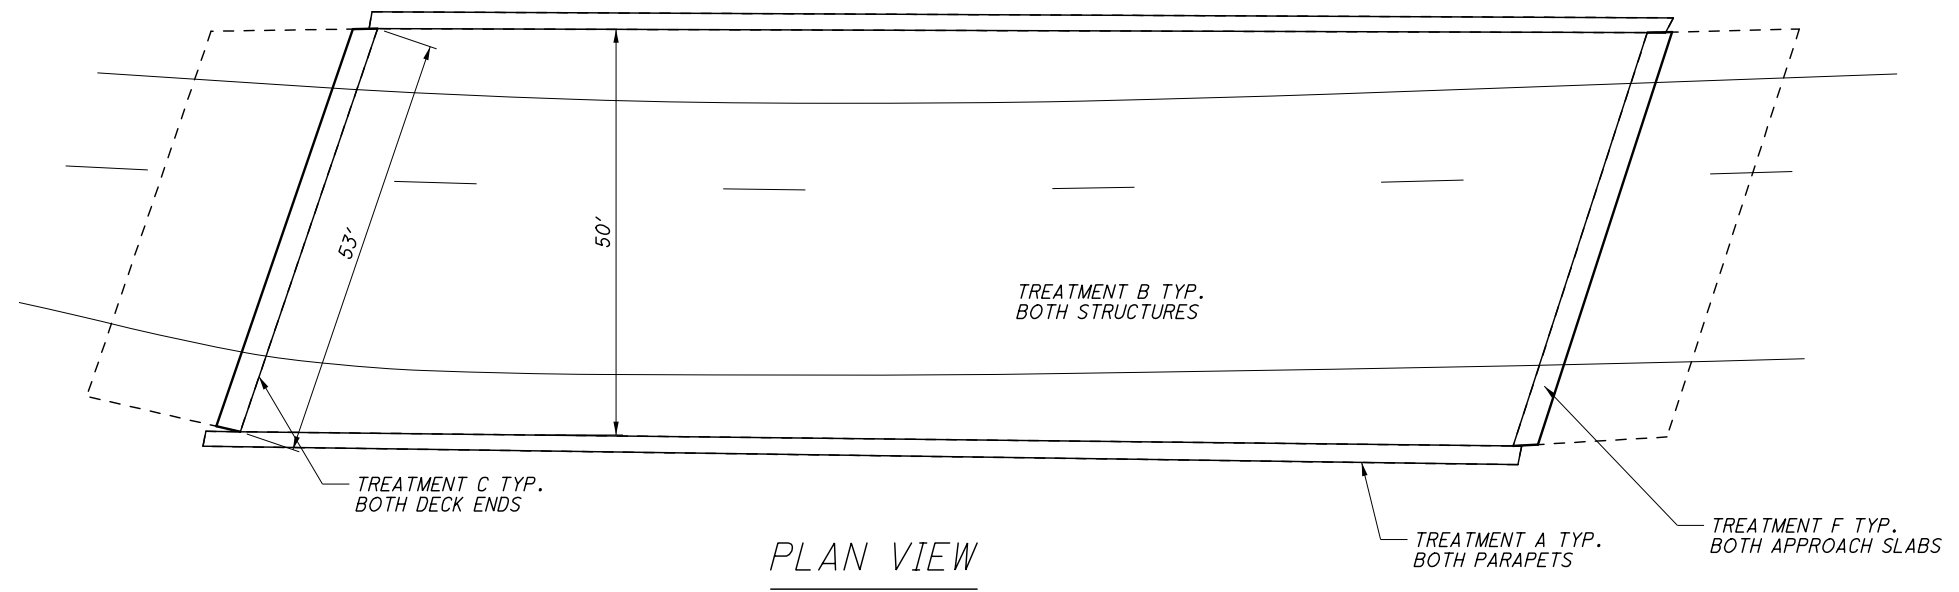 53'
50'
TREATMENT B TYP.
BOTH STRUCTURES
TREATMENT C TYP.
BOTH DECK ENDS
TREATMENT A TYP.
BOTH PARAPETS
TREATMENT F TYP.
BOTH APPROACH SLABS
PLAN VIEW